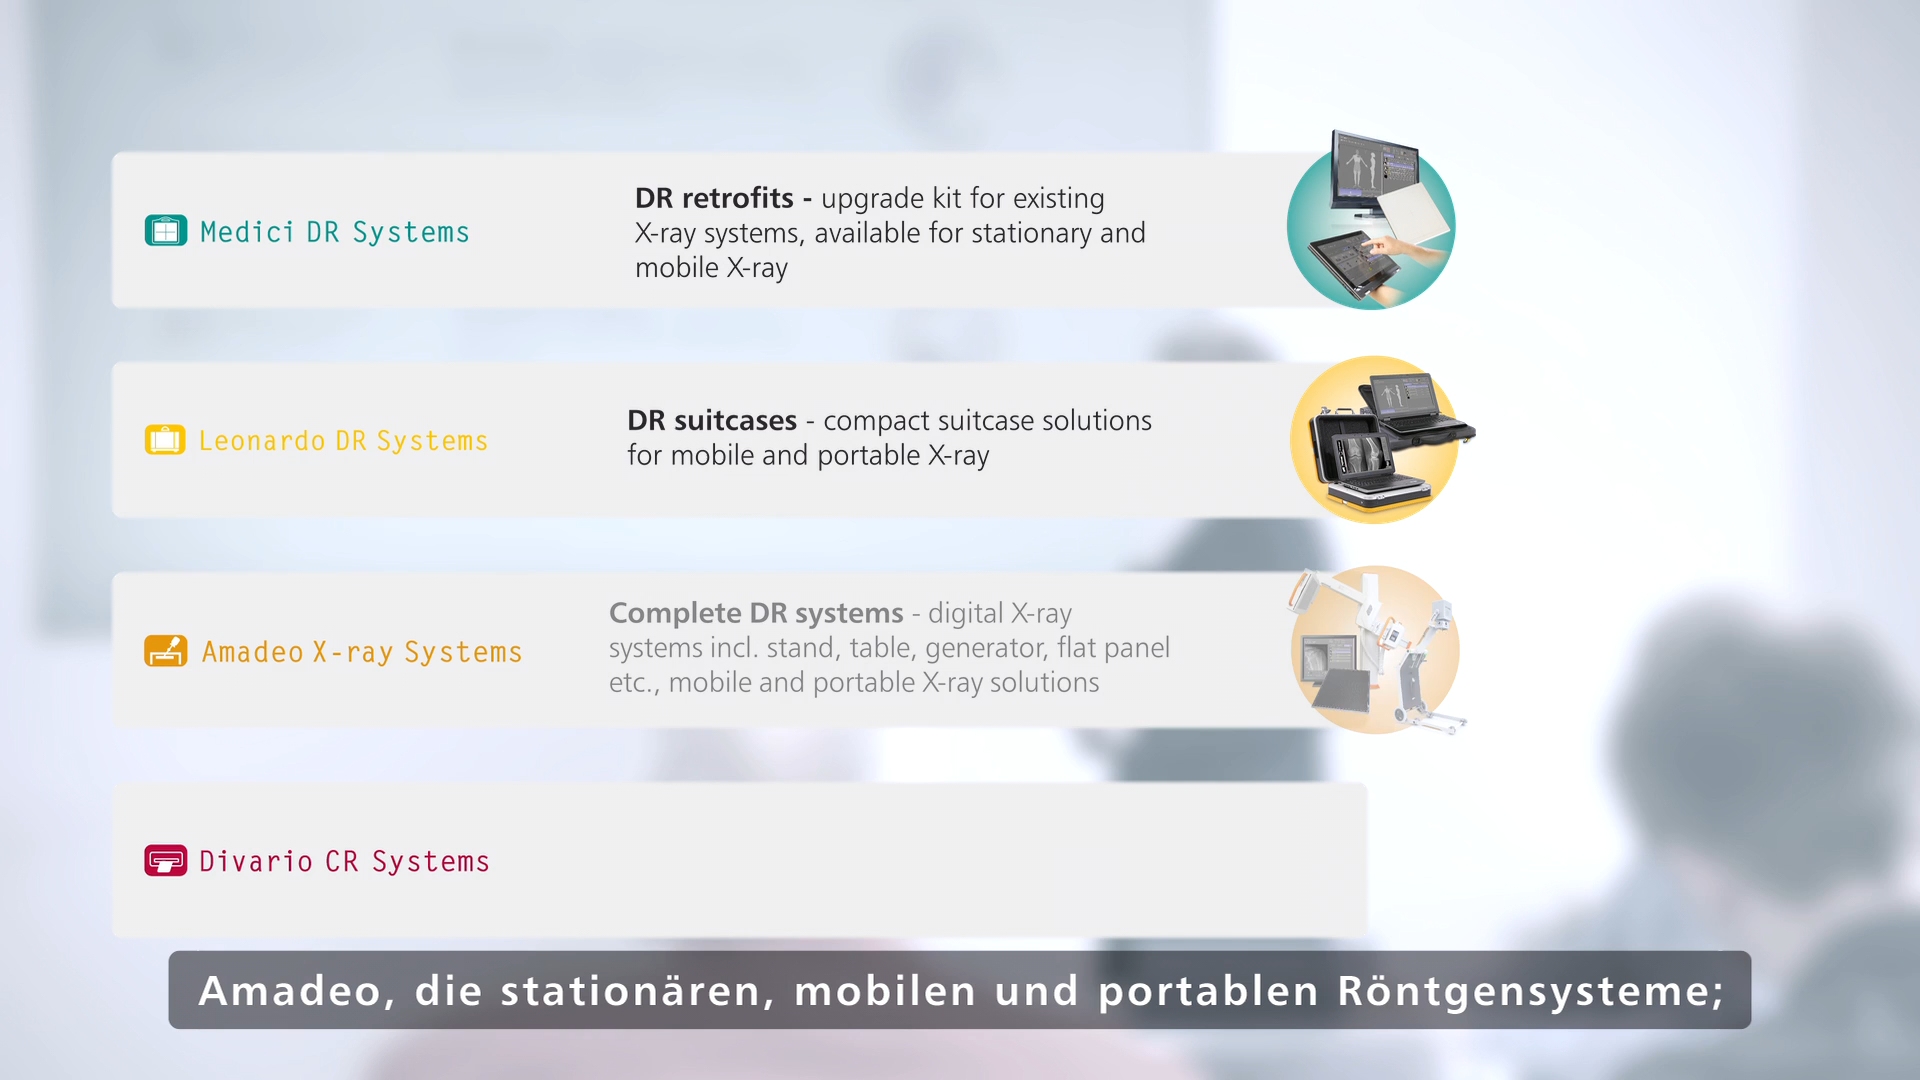 Medici DR Systems
DR retrofits - upgrade kit for existing
X-ray systems, available for stationary and
mobile X-ray
Leonardo DR Systems
DR suitcases - compact suitcase solutions
for mobile and portable X-ray
Amadeo X-ray Systems
Complete DR systems - digital X-ray
systems incl. stand, table, generator, flat panel
etc., mobile and portable X-ray solutions
Divario CR Systems
Amadeo, die stationären, mobilen und portablen Röntgensysteme;